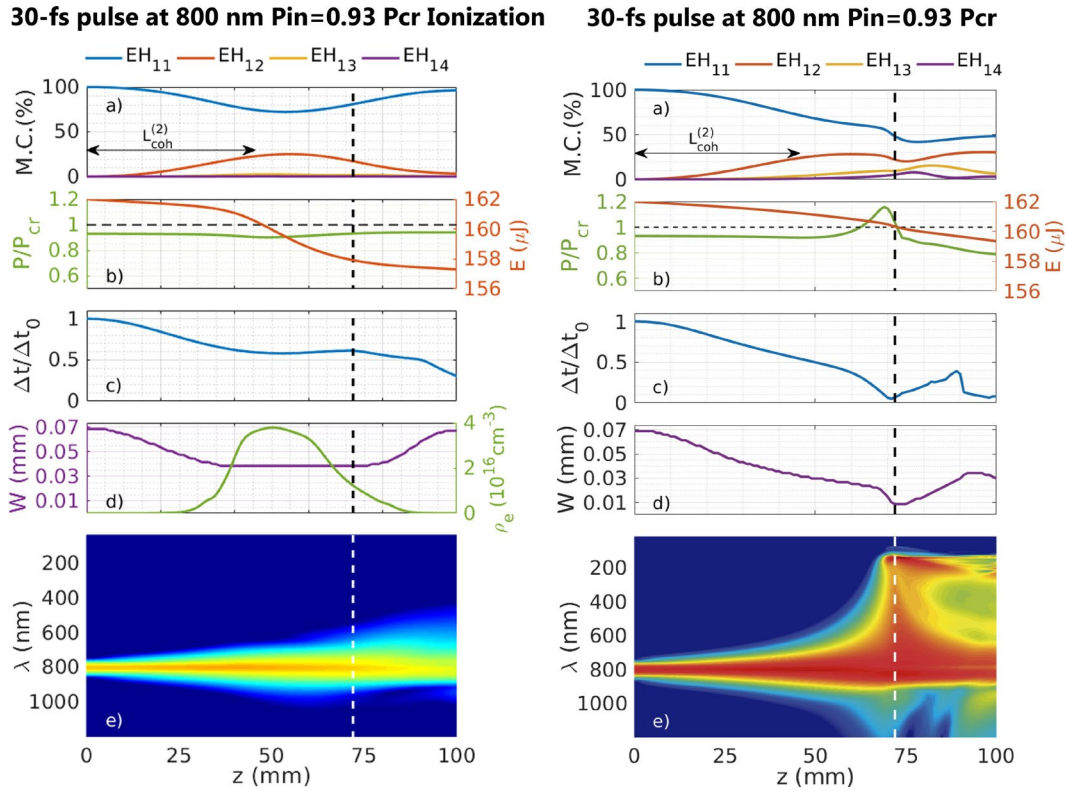 30-fs pulse at 800 nm Pin=0.93 Pcr Ionization
EH11 EH12 EH13 EH14
M.C.(%)
100
50
0
a)
L(2)coh
P/Pcr
1.2
1
0.8
0.6
b)
162
160
158
156
E (μJ)
Δt/Δt0
1
0.5
0
c)
W (mm)
0.07
0.05
0.03
0.01
d)
4
2
0
ρe (10^16cm^-3)
λ (nm)
200
400
600
800
1000
e)
0 25 50 75 100
z (mm)
30-fs pulse at 800 nm Pin=0.93 Pcr
EH11 EH12 EH13 EH14
M.C.(%)
100
50
0
a)
L(2)coh
P/Pcr
1.2
1
0.8
0.6
b)
162
160
158
156
E (μJ)
Δt/Δt0
1
0.5
0
c)
W (mm)
0.07
0.05
0.03
0.01
d)
λ (nm)
200
400
600
800
1000
e)
0 25 50 75 100
z (mm)